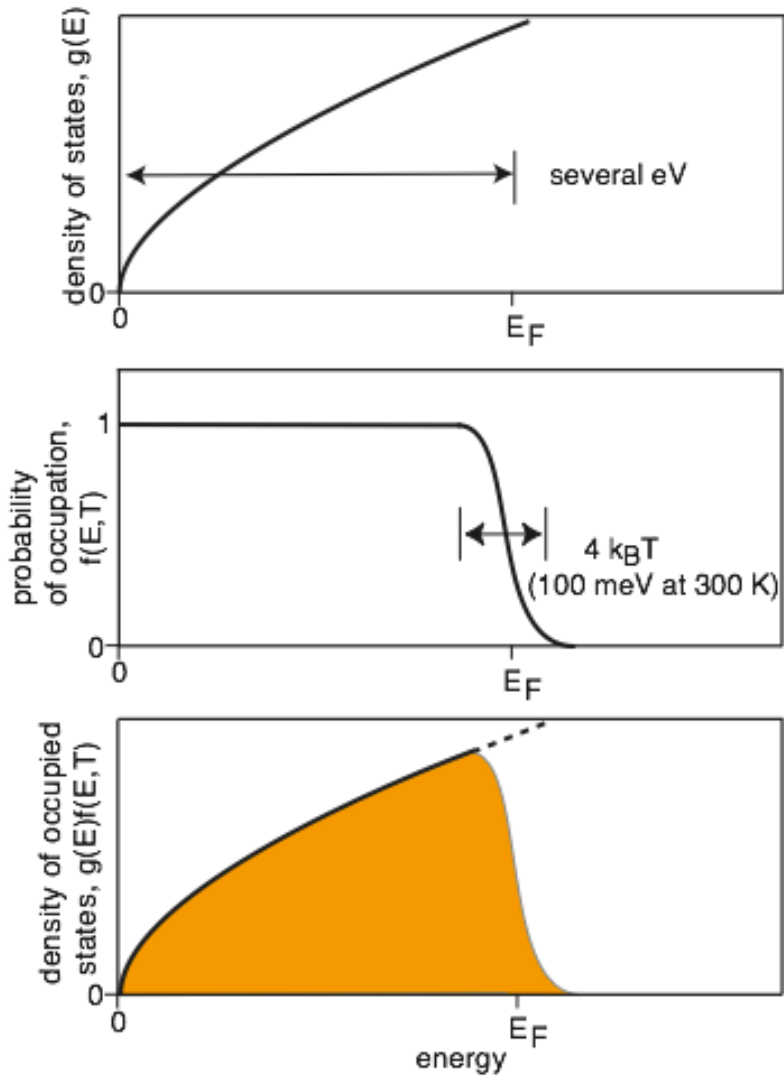 density of states, g(E)
several eV
0
0
E_F
probability
of occupation,
f(E,T)
1
4 k_BT
(100 meV at 300 K)
0
0
E_F
density of occupied
states, g(E)f(E,T)
0
0
E_F
energy